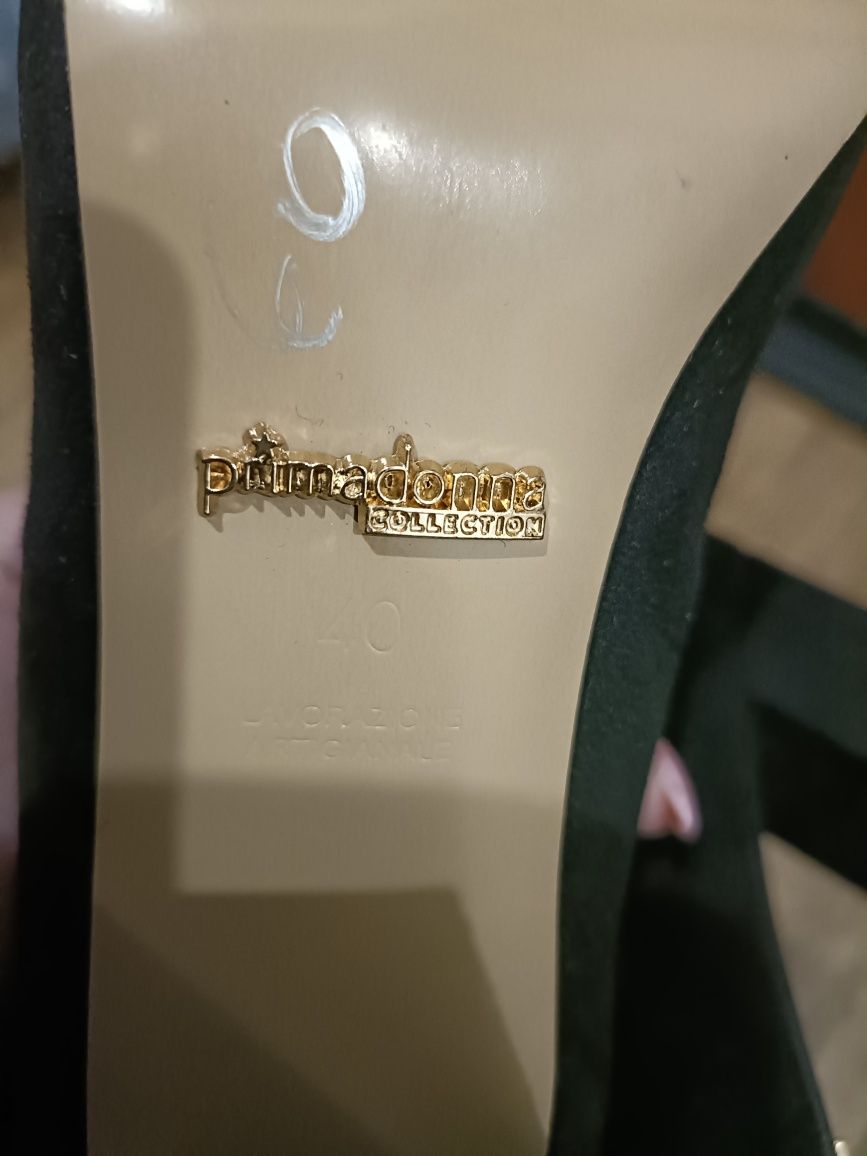 primadonna
COLLECTION
40
LAVORAZIONE
ARTIGIANALE